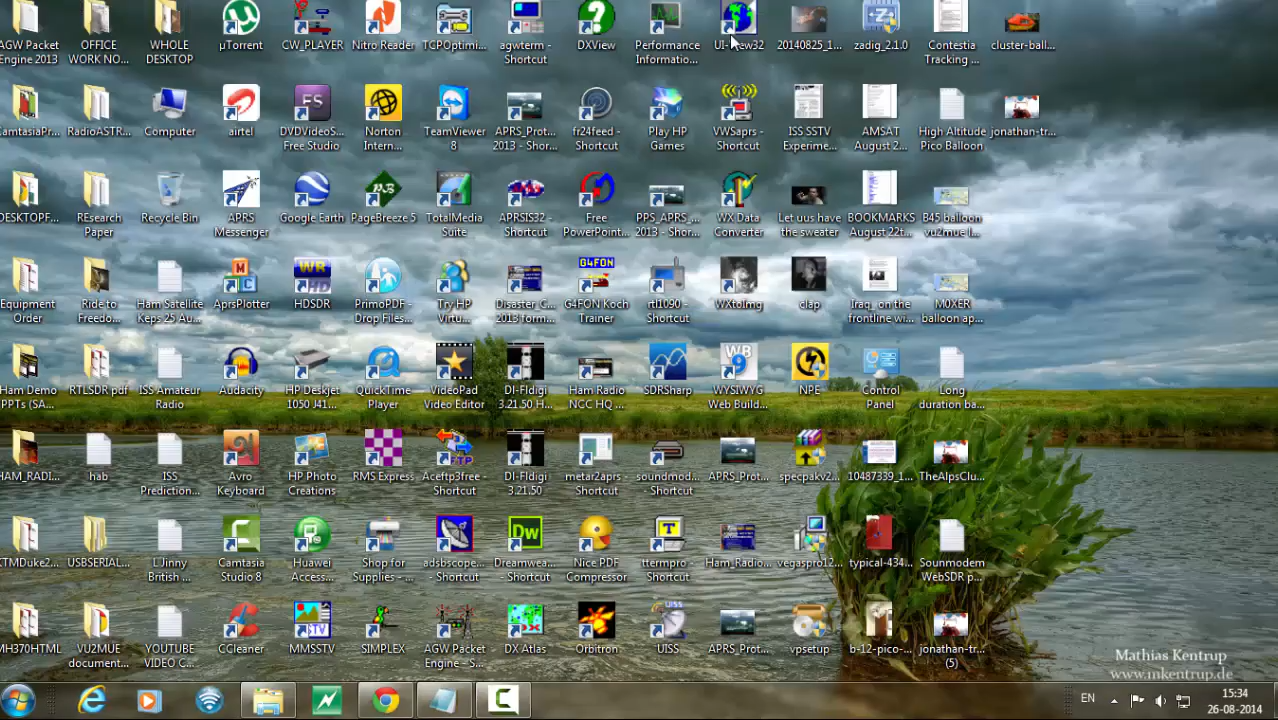 AGW Packet
Engine 2013
OFFICE
WORK NO...
WHOLE
DESKTOP
µTorrent
CW_PLAYER
Nitro Reader
TCPOptimi...
agwterm -
Shortcut
DXView
Performance
Informatio...
UI-View32
20140825_1...
zadig_2.1.0
Contestia
Tracking ...
cluster-ball...
CamtasiaPr...
RadioASTR...
Computer
airtel
DVDVideoS...
Free Studio
Norton
Intern...
TeamViewer
8
APRS_Prot...
2013 - Shor...
fr24feed -
Shortcut
Play HP
Games
VWSaprs -
Shortcut
ISS SSTV
Experime...
AMSAT
August 2...
High Altitude
Pico Balloon
jonathan-tr...
DESKTOPF...
REsearch
Paper
Recycle Bin
APRS
Messenger
Google Earth
PageBreeze 5
TotalMedia
Suite
APRSIS32 -
Shortcut
Free
PowerPoint...
PPS_APRS_...
2013 - Shor...
WX Data
Converter
Let uus have
the sweater
BOOKMARKS
August 22t...
B45 balloon
vu2mue I...
Equipment
Order
Ride to
Freedo...
Ham Satellite
Keps 25 Au...
AprsPlotter
HDSDR
PrimoPDF -
Drop Files...
Try HP
Virtu...
Disaster_C...
2013 form...
G4FON
G4FON Koch
Trainer
rtl1090 -
Shortcut
WXtoImg
clap
Iraq_ on the
frontline wi...
M0XER
balloon ap...
Ham Demo
PPTs (SA...
RTLSDR pdf
ISS Amateur
Radio
Audacity
HP Deskjet
1050 J41...
QuickTime
Player
VideoPad
Video Editor
DI-Fldigi
3.21.50 H...
Ham Radio
NCC HQ ...
SDRSharp
WYSIWYG
Web Build...
NPE
Control
Panel
Long
duration ba...
HAM_RADI...
hab
ISS
Prediction...
Avro
Keyboard
HP Photo
Creations
RMS Express
Aceftp3free -
Shortcut
DI-Fldigi
3.21.50
metar2aprs -
Shortcut
soundmod...
- Shortcut
APRS_Prot...
specpakv2...
10487339_1...
TheAlpsClu...
KTMDuke2...
USBSERIAL...
L Jinny
British ...
Camtasia
Studio 8
Huawei
Access...
Shop for
Supplies - ...
adsbscope...
- Shortcut
Dreamwea...
- Shortcut
Nice PDF
Compressor
ttermpro -
Shortcut
Ham_Radio...
vegaspro12...
typical-434...
Sounmodem
WebSDR p...
MH370HTML
VU2MUE
document...
YOUTUBE
VIDEO C...
CCleaner
MMSSTV
SIMPLEX
AGW Packet
Engine - S...
DX Atlas
Orbitron
UISS
APRS_Prot...
vpsetup
b-12-pico-...
jonathan-tr...
(5)
Mathias Kentrup
www.mkentrup.de
EN
15:34
26-08-2014